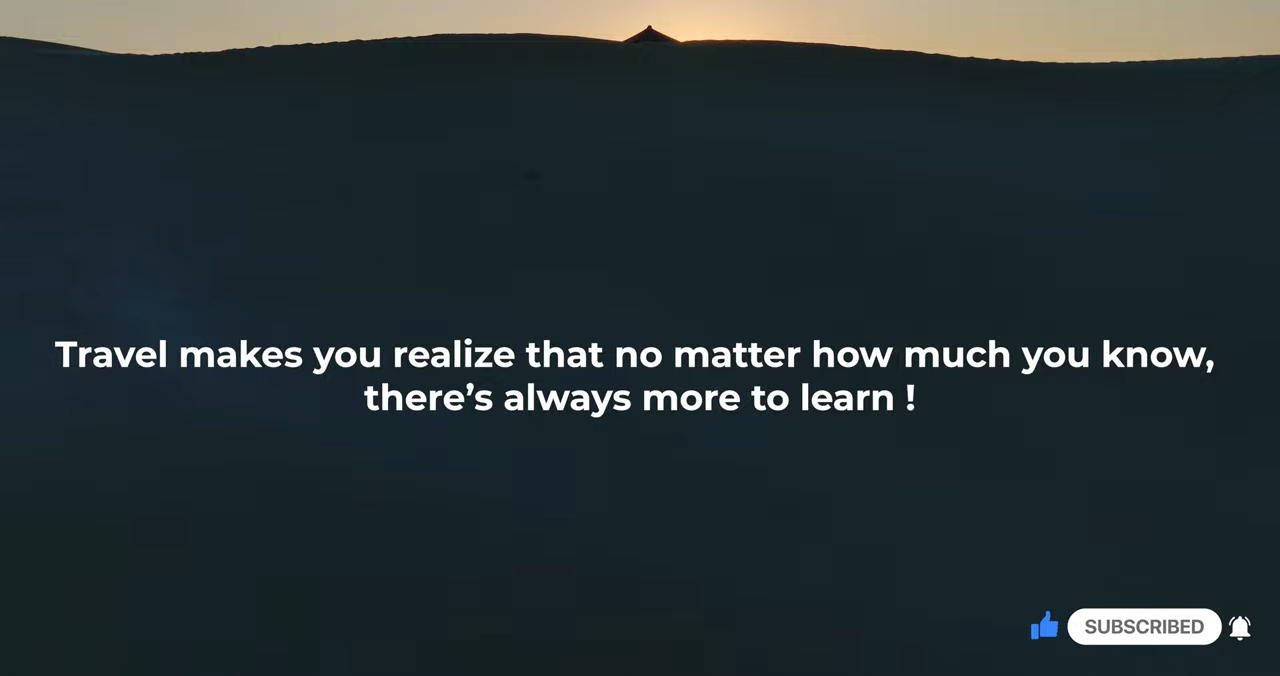 Travel makes you realize that no matter how much you know,
there’s always more to learn !
SUBSCRIBED